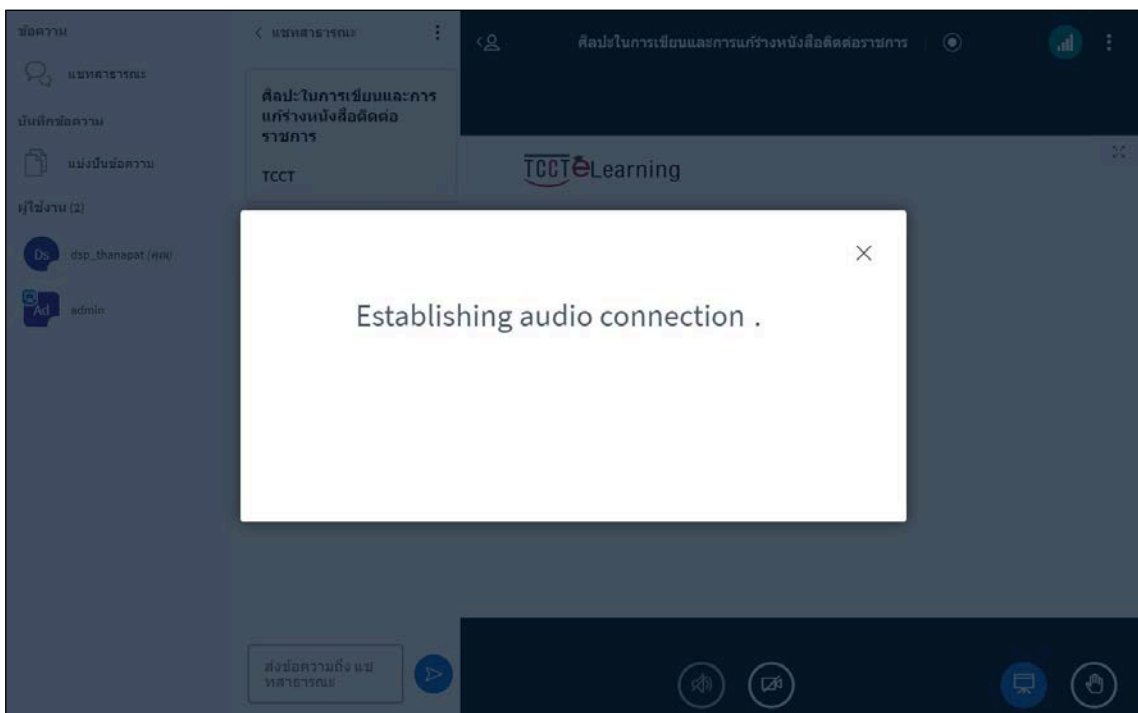 ข้อความ
แชทสาธารณะ
บันทึกข้อความ
แบ่งปันข้อความ
ผู้ใช้งาน (2)
Ds
dsp_thanapat (คุณ)
Ad
admin
แชทสาธารณะ
ศิลปะในการเขียนและการ
แก้ร่างหนังสือติดต่อ
ราชการ
TCCT
ส่งข้อความถึง แช
ทสาธารณะ
ศิลปะในการเขียนและการแก้ร่างหนังสือติดต่อราชการ
TCCTeLearning
Establishing audio connection .